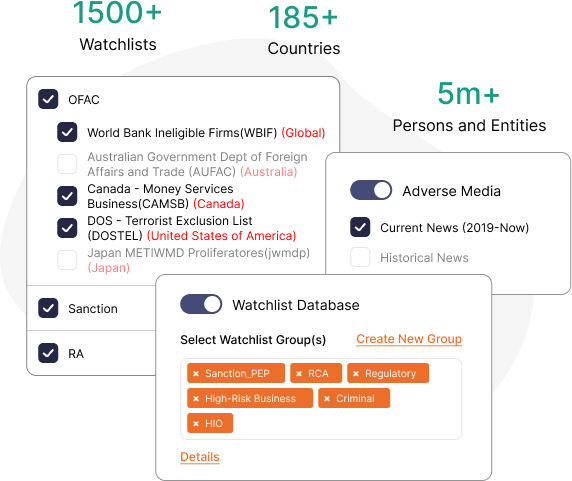 1500+
Watchlists
185+
Countries
5m+
Persons and Entities
OFAC
World Bank Ineligible Firms(WBIF) (Global)
Australian Government Dept of Foreign
Affairs and Trade (AUFAC) (Australia)
Canada - Money Services
Business(CAMSB) (Canada)
DOS - Terrorist Exclusion List
(DOSTEL) (United States of America)
Japan METIWMD Proliferatores(jwmdp)
(Japan)
Sanction
RA
Adverse Media
Current News (2019-Now)
Historical News
Watchlist Database
Select Watchlist Group(s) Create New Group
× Sanction_PEP × RCA × Regulatory
× High-Risk Business × Criminal
× HIO
Details